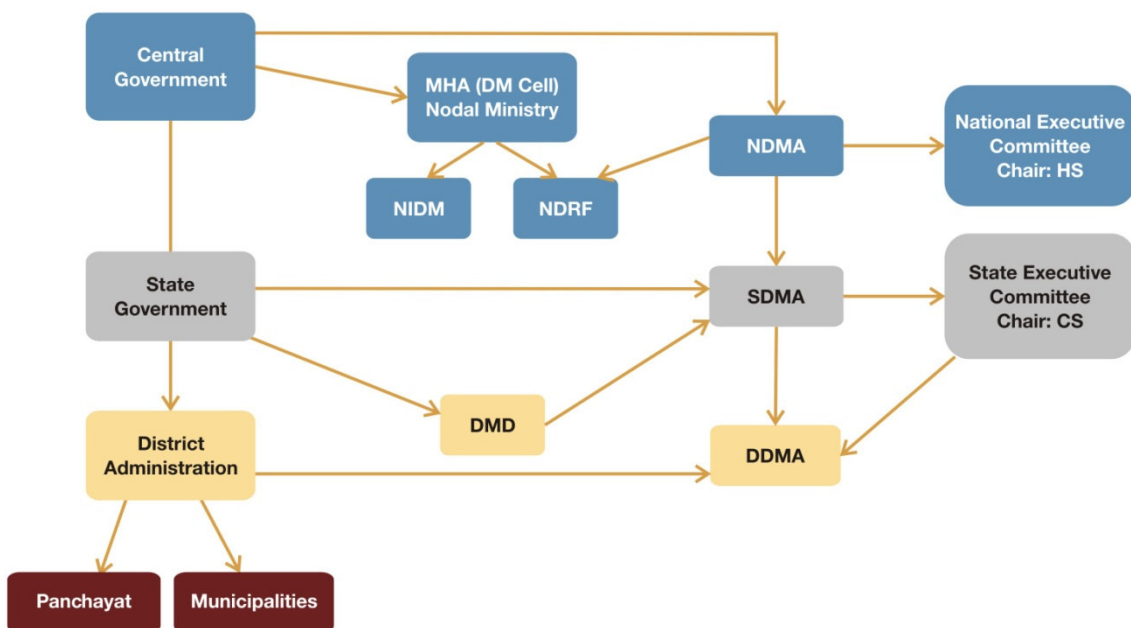 Central
Government
MHA (DM Cell)
Nodal Ministry
NDMA
National Executive
Committee
Chair: HS
NIDM
NDRF
State
Government
SDMA
State Executive
Committee
Chair: CS
DMD
District
Administration
DDMA
Panchayat
Municipalities